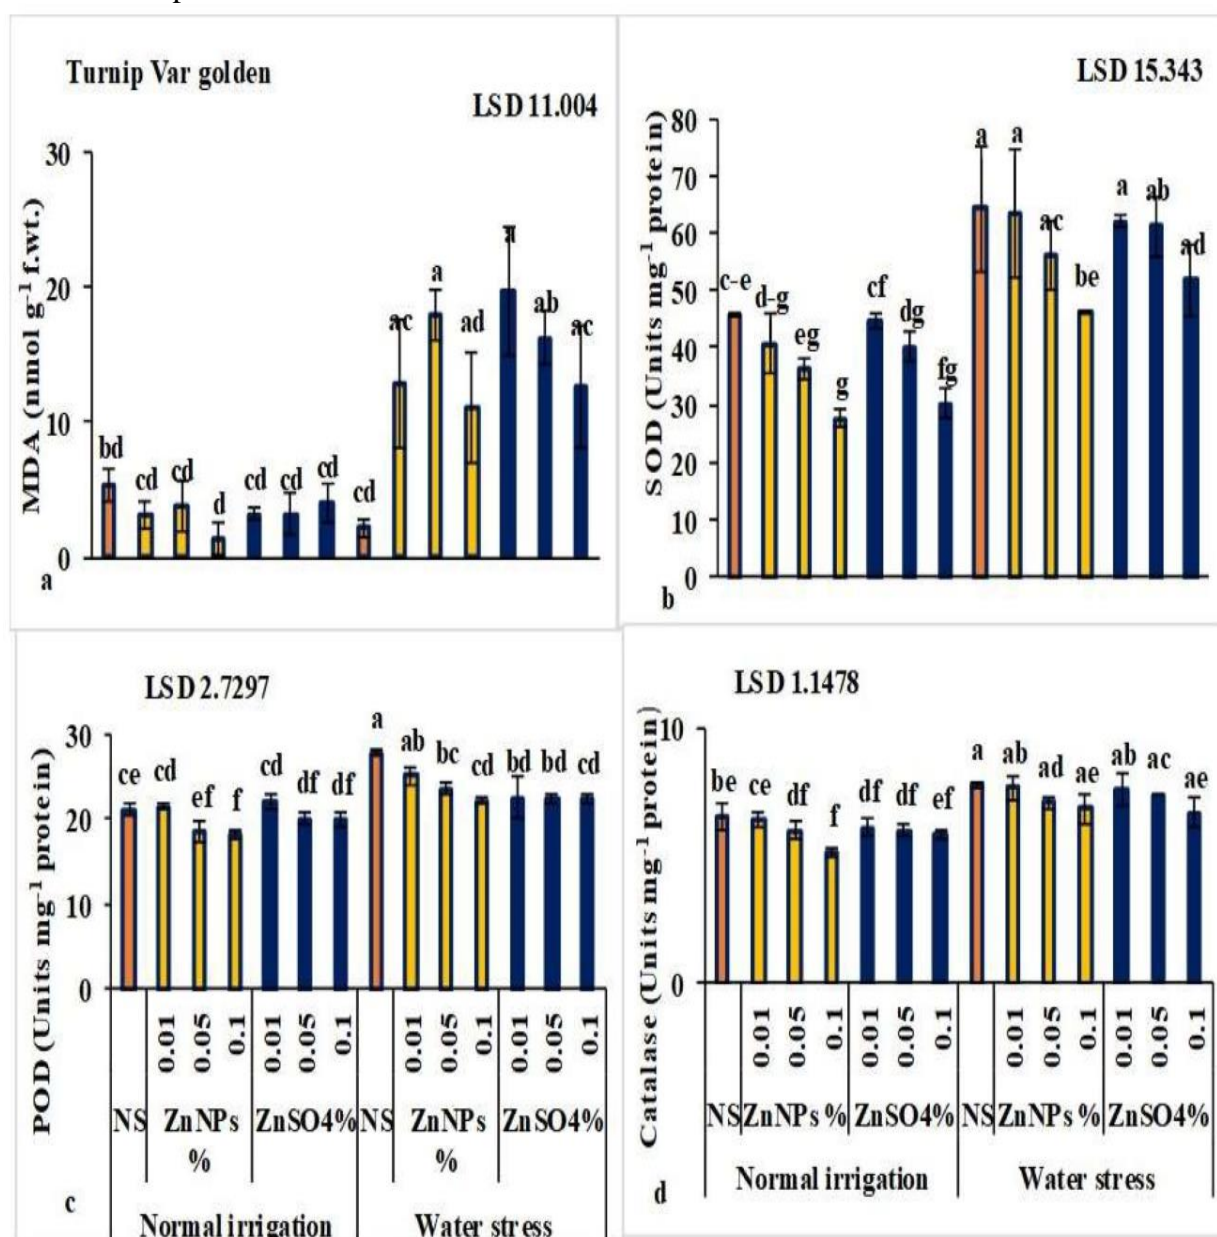 Turnip Var golden
LSD 11.004
MDA (nmol g-1 f.wt.)
30
20
10
0
bd cd cd d cd cd cd cd ac a ad a ab ac
a
LSD 15.343
SOD (Units mg-1 protein)
80
70
60
50
40
30
20
10
0
c-e d-g eg g cf dg fg a a ac be a ab ad
b
LSD 2.7297
POD (Units mg-1 protein)
30
20
10
0
ce cd ef f cd df df a ab bc cd bd bd cd
0.01 0.05 0.1 0.01 0.05 0.1 0.01 0.05 0.1 0.01 0.05 0.1
NS ZnNPs % ZnSO4% NS ZnNPs % ZnSO4%
Normal irrigation Water stress
c
LSD 1.1478
Catalase (Units mg-1 protein)
10
0
be ce df f df df ef a ab ad ae ab ac ae
0.01 0.05 0.1 0.01 0.05 0.1 0.01 0.05 0.1 0.01 0.05 0.1
NS ZnNPs % ZnSO4% NS ZnNPs % ZnSO4%
Normal irrigation Water stress
d